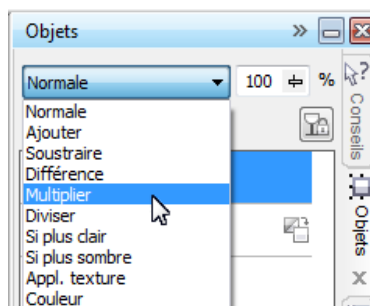 Objets
Normale 100 %
Normale
Ajouter
Soustraire
Différence
Multiplier
Diviser
Si plus clair
Si plus sombre
Appl. texture
Couleur
Conseils
Objets